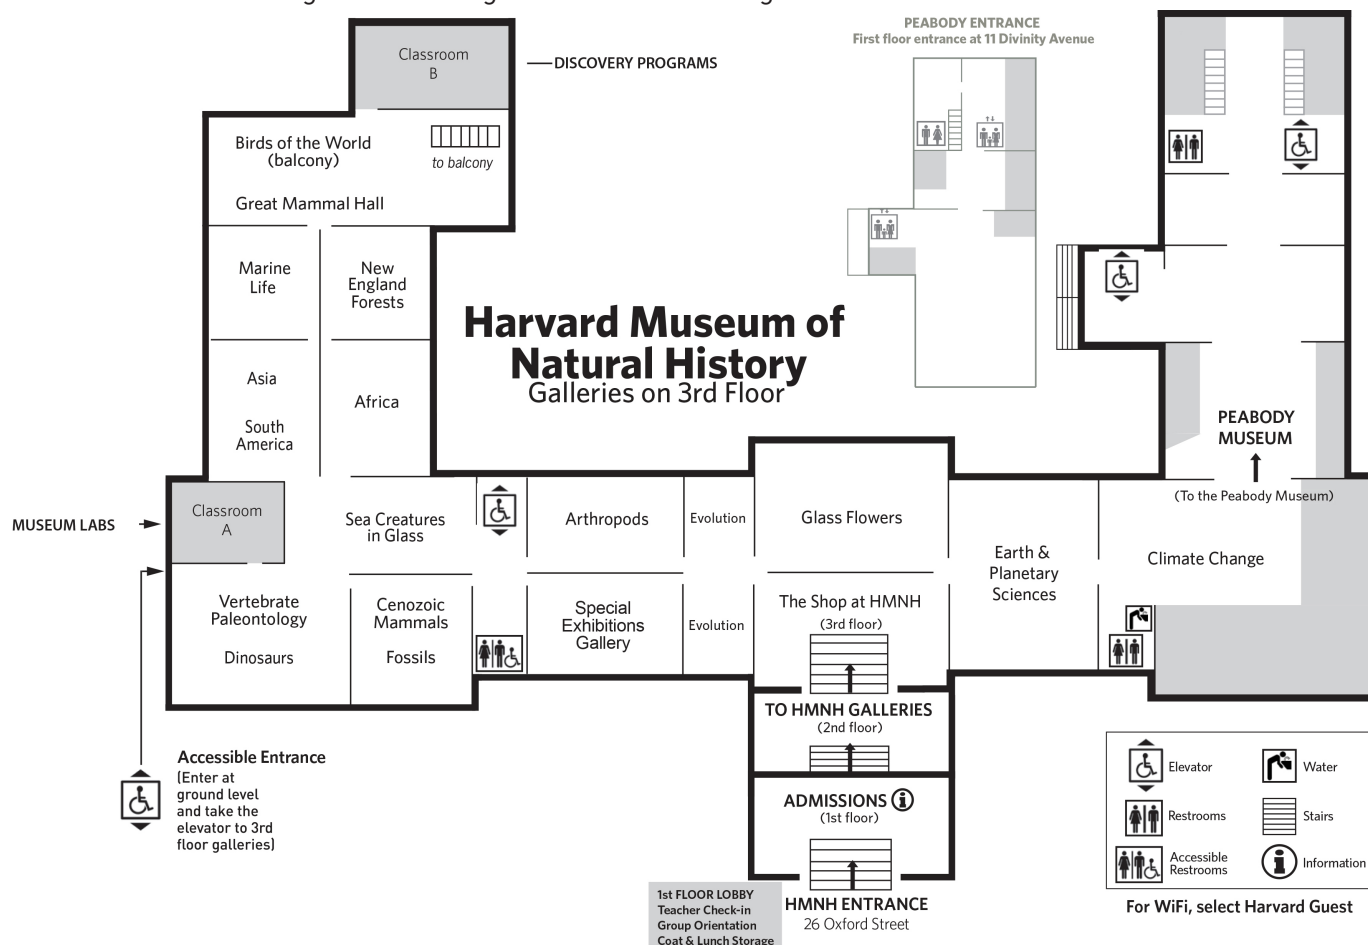 PEABODY ENTRANCE
First floor entrance at 11 Divinity Avenue
Classroom
B
DISCOVERY PROGRAMS
Birds of the World
(balcony)
to balcony
Great Mammal Hall
Marine
Life
New
England
Forests
Harvard Museum of
Natural History
Galleries on 3rd Floor
Asia
South
America
Africa
PEABODY
MUSEUM
(To the Peabody Museum)
MUSEUM LABS
Classroom
A
Sea Creatures
in Glass
Arthropods
Evolution
Glass Flowers
Earth &
Planetary
Sciences
Climate Change
Vertebrate
Paleontology
Dinosaurs
Cenozoic
Mammals
Fossils
Special
Exhibitions
Gallery
Evolution
The Shop at HMNH
(3rd floor)
TO HMNH GALLERIES
(2nd floor)
ADMISSIONS
(1st floor)
Accessible Entrance
(Enter at
ground level
and take the
elevator to 3rd
floor galleries)
1st FLOOR LOBBY
Teacher Check-in
Group Orientation
Coat & Lunch Storage
HMNH ENTRANCE
26 Oxford Street
Elevator
Water
Restrooms
Stairs
Accessible
Restrooms
Information
For WiFi, select Harvard Guest